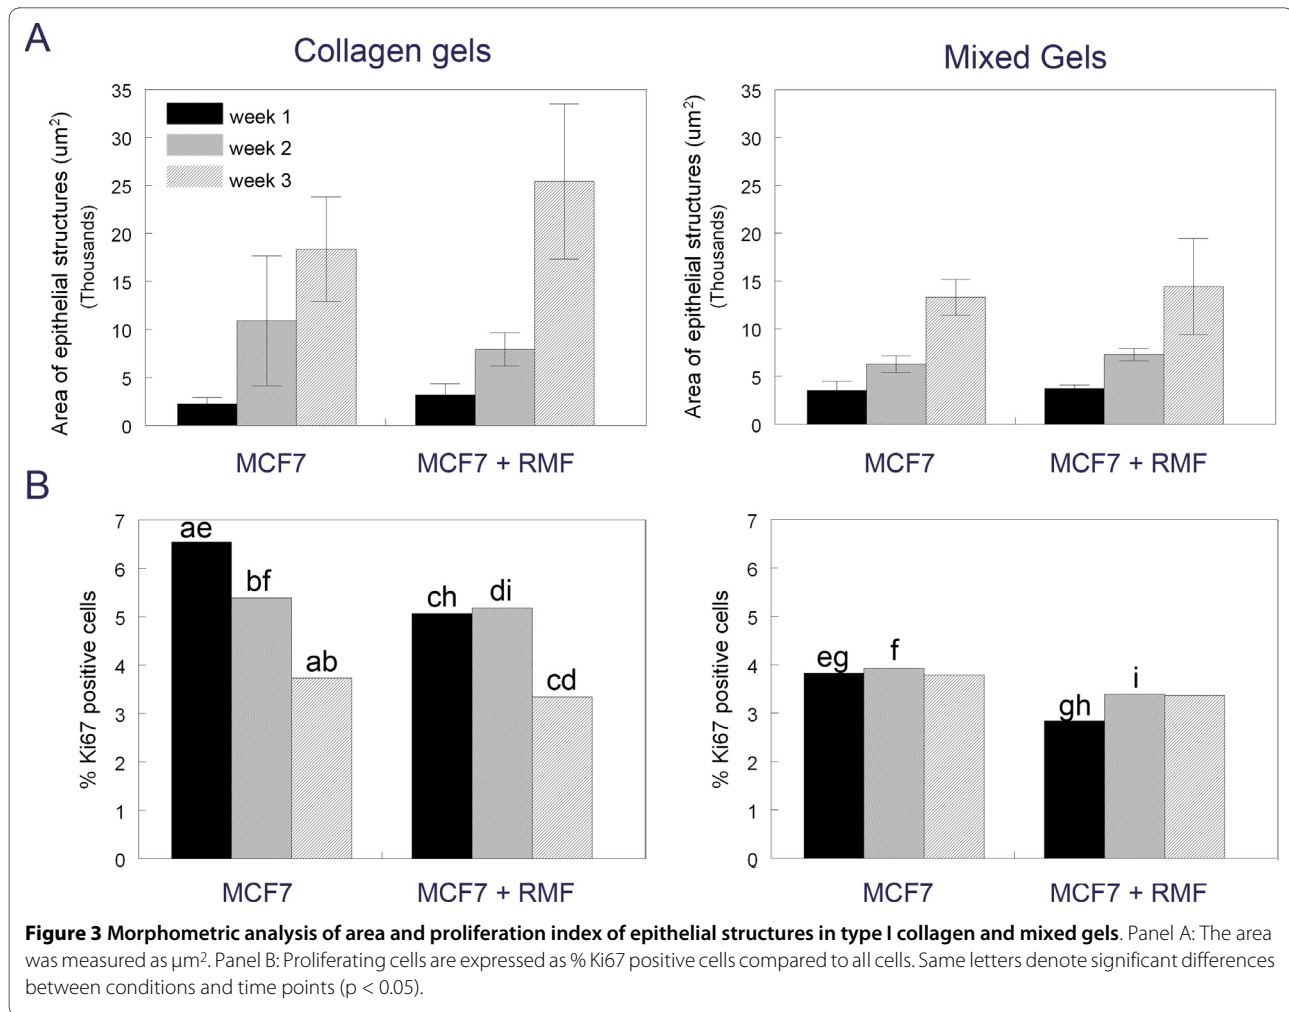 A
Collagen gels
Mixed Gels
Area of epithelial structures (um²)
(Thousands)
35
30
25
20
15
10
5
0
week 1
week 2
week 3
MCF7
MCF7 + RMF
Area of epithelial structures (um²)
(Thousands)
35
30
25
20
15
10
5
0
MCF7
MCF7 + RMF
B
% Ki67 positive cells
7
6
5
4
3
2
1
0
ae
bf
ab
ch
di
cd
MCF7
MCF7 + RMF
% Ki67 positive cells
7
6
5
4
3
2
1
0
eg
f
gh
i
MCF7
MCF7 + RMF
Figure 3 Morphometric analysis of area and proliferation index of epithelial structures in type I collagen and mixed gels. Panel A: The area
was measured as μm². Panel B: Proliferating cells are expressed as % Ki67 positive cells compared to all cells. Same letters denote significant differences
between conditions and time points (p < 0.05).